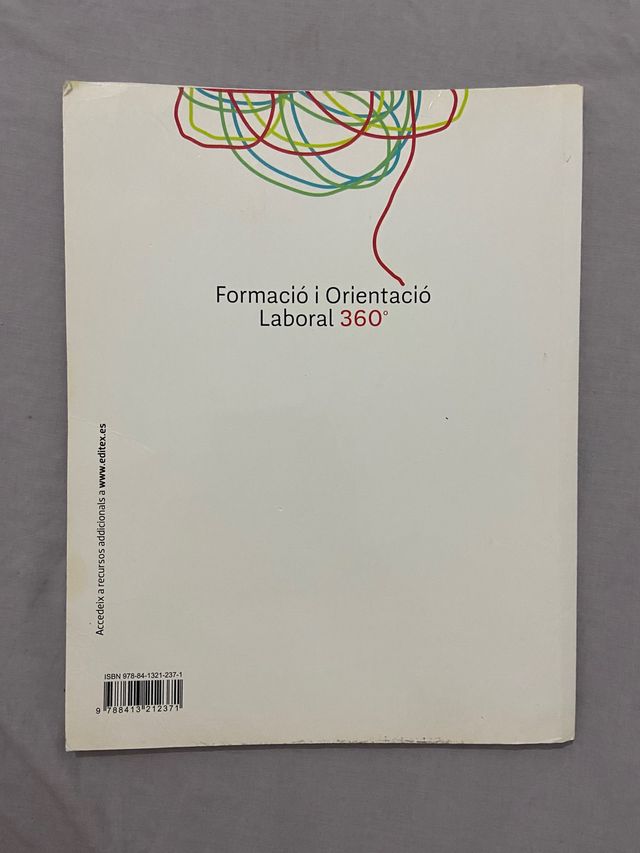 Formació i Orientació
Laboral 360°
Accedeix a recursos addicionals a www.editex.es
ISBN 978-84-1321-237-1
9 788413 212371